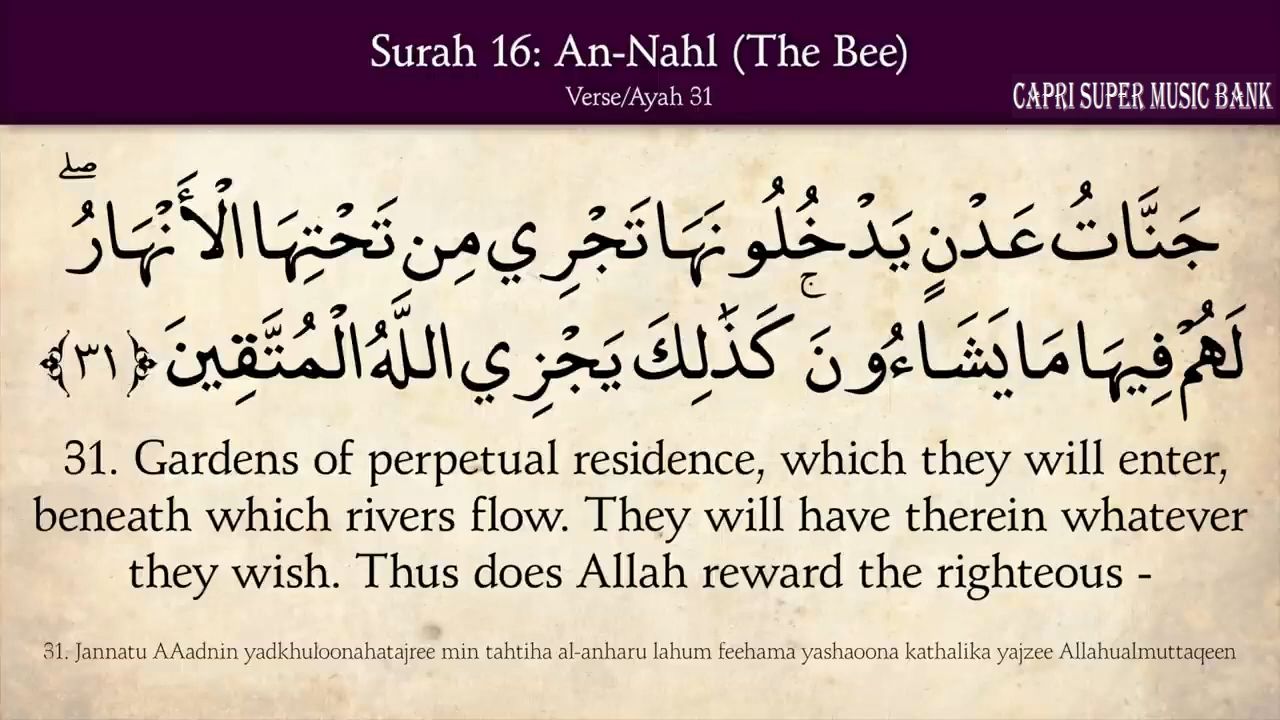 Surah 16: An-Nahl (The Bee)
Verse/Ayah 31
CAPRI SUPER MUSIC BANK
جَنَّاتُ عَدْنٍ يَدْخُلُونَهَا تَجْرِي مِن تَحْتِهَا الْأَنْهَارُ ۖ
لَهُمْ فِيهَا مَا يَشَاءُونَ ۚ كَذَٰلِكَ يَجْزِي اللَّهُ الْمُتَّقِينَ ﴿٣١﴾
31. Gardens of perpetual residence, which they will enter,
beneath which rivers flow. They will have therein whatever
they wish. Thus does Allah reward the righteous -
31. Jannatu AAadnin yadkhuloonahatajree min tahtiha al-anharu lahum feehama yashaoona kathalika yajzee Allahualmuttaqeen